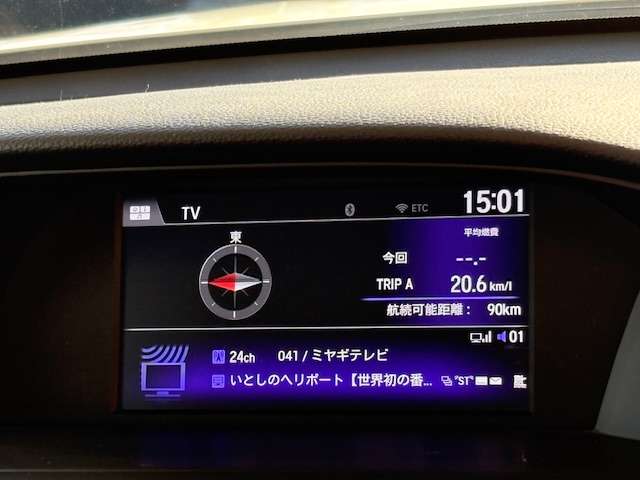 TV ETC 15:01
平均燃費
東
今回 --.-
TRIP A 20.6 km/l
航続可能距離: 90km
01
24ch 041 / ミヤギテレビ
いとしのヘリポート【世界初の番... "ST"